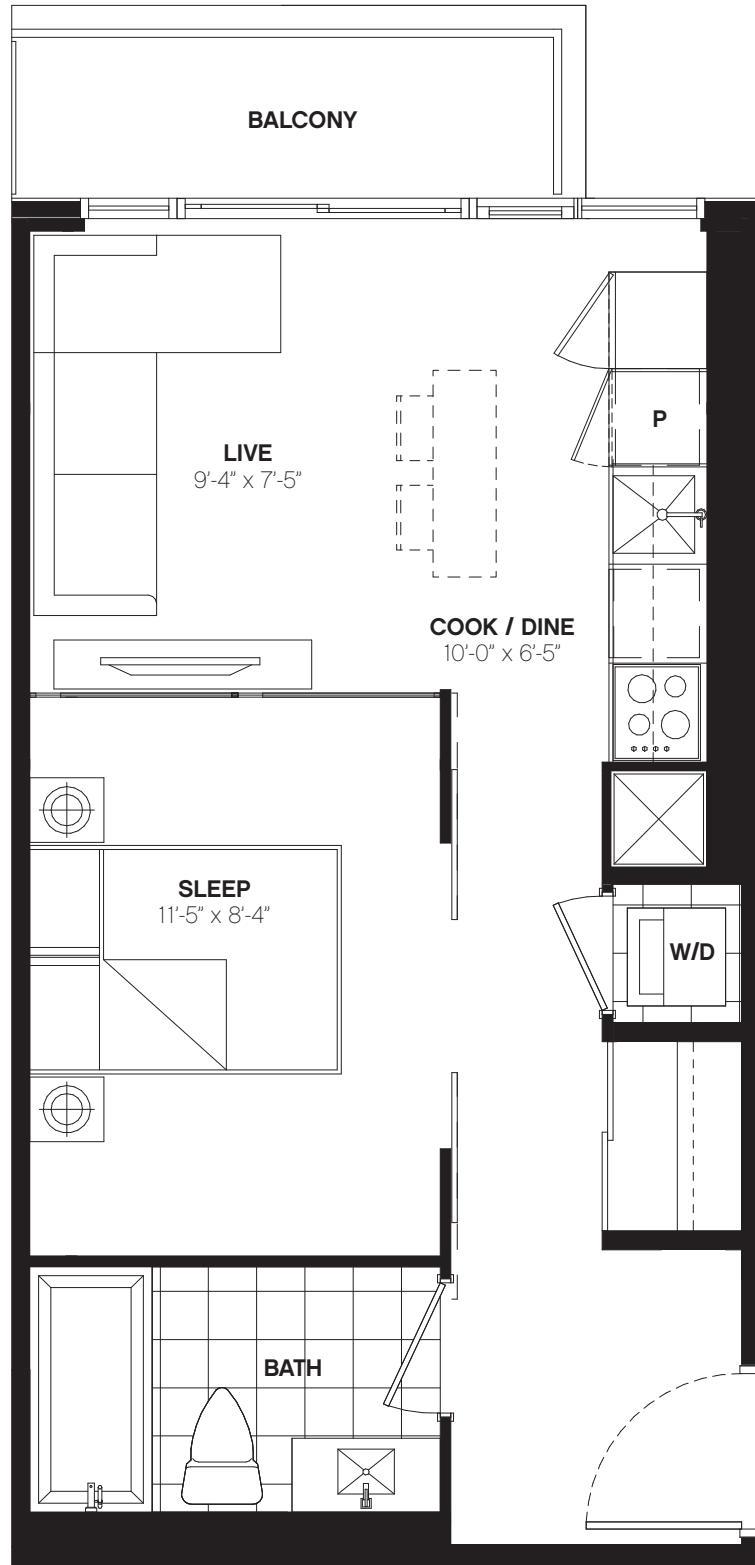 BALCONY
P
LIVE
9’-4” x 7’-5”
COOK / DINE
10’-0” x 6’-5”
SLEEP
11’-5” x 8’-4”
W/D
BATH